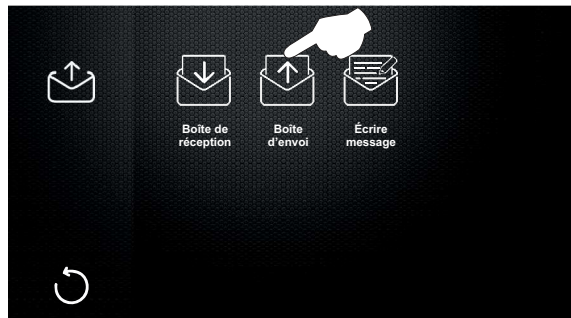 Boîte de
réception
Boîte
d'envoi
Écrire
message